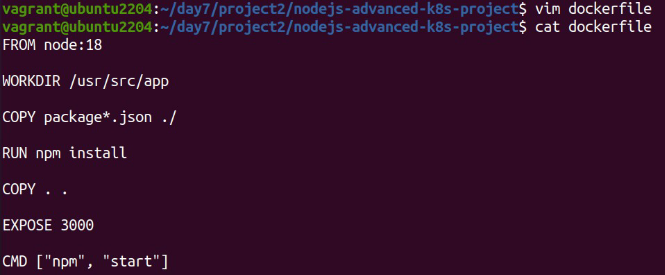 vagrant@ubuntu2204:~/day7/project2/nodejs-advanced-k8s-project$ vim dockerfile
vagrant@ubuntu2204:~/day7/project2/nodejs-advanced-k8s-project$ cat dockerfile
FROM node:18
WORKDIR /usr/src/app
COPY package*.json ./
RUN npm install
COPY . .
EXPOSE 3000
CMD ["npm", "start"]